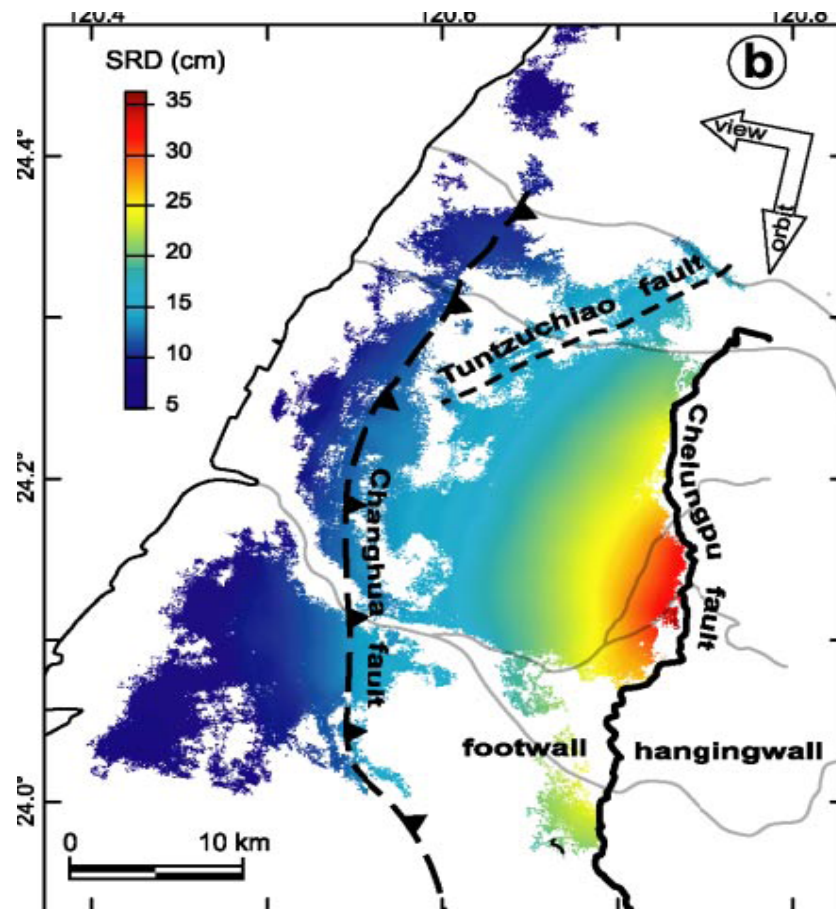 120.4 120.6 120.8
SRD (cm)
b
35
30
25
20
15
10
5
view
orbit
24.4°
24.2°
24.0°
Tuntzuchiao fault
Changhua fault
Chelungpu fault
footwall hangingwall
0 10 km